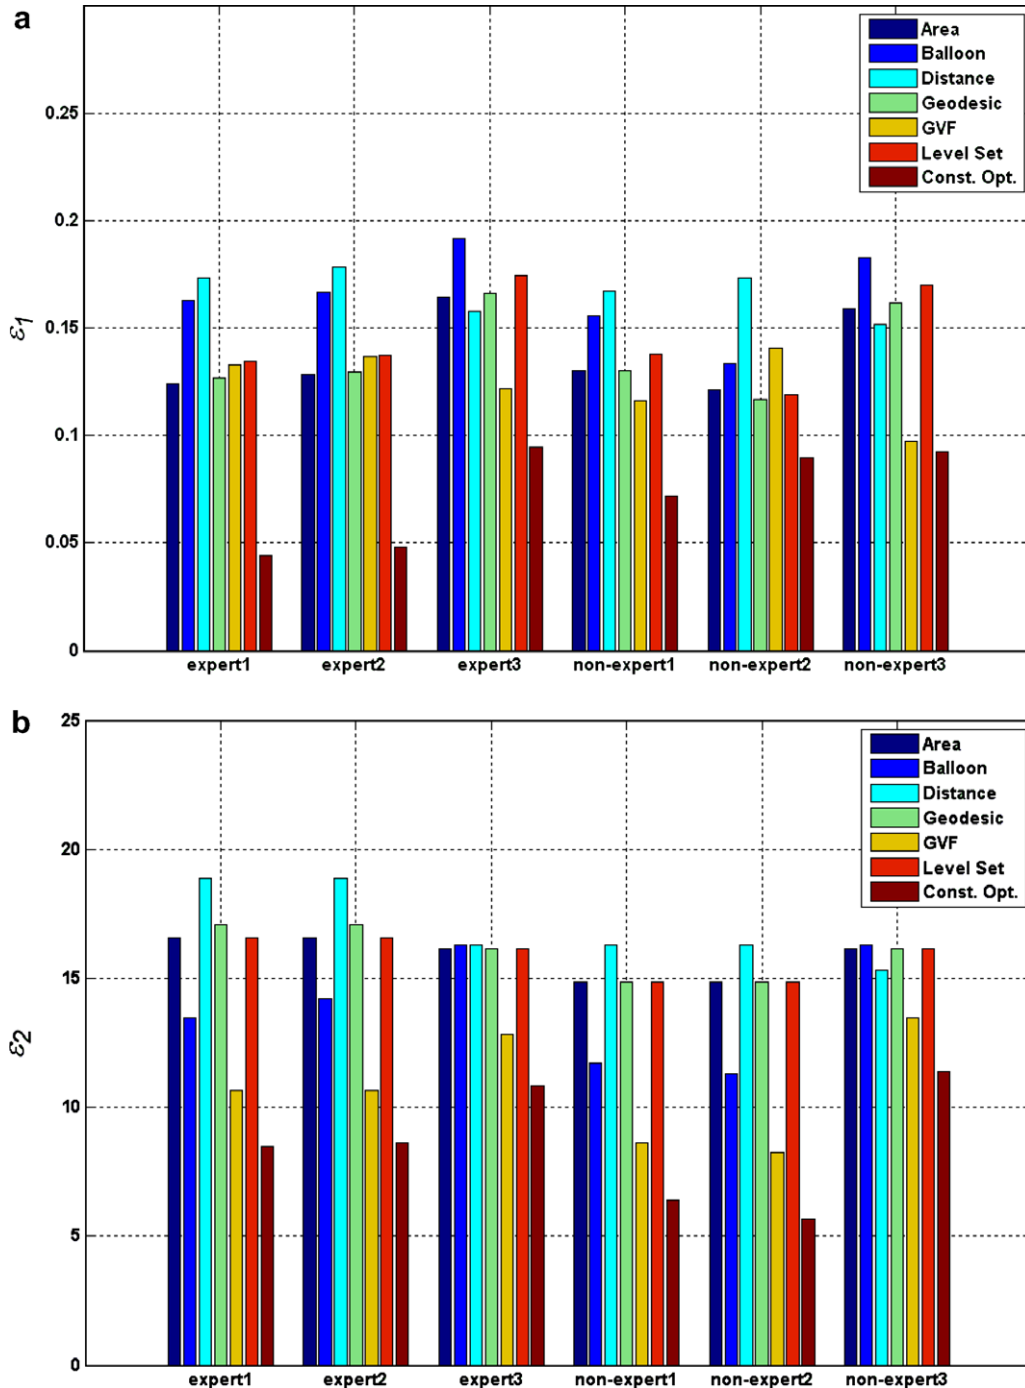 a
Area
Balloon
Distance
Geodesic
GVF
Level Set
Const. Opt.
0.25
0.2
0.15
0.1
0.05
0
ε1
expert1 expert2 expert3 non-expert1 non-expert2 non-expert3
b
Area
Balloon
Distance
Geodesic
GVF
Level Set
Const. Opt.
25
20
15
10
5
0
ε2
expert1 expert2 expert3 non-expert1 non-expert2 non-expert3